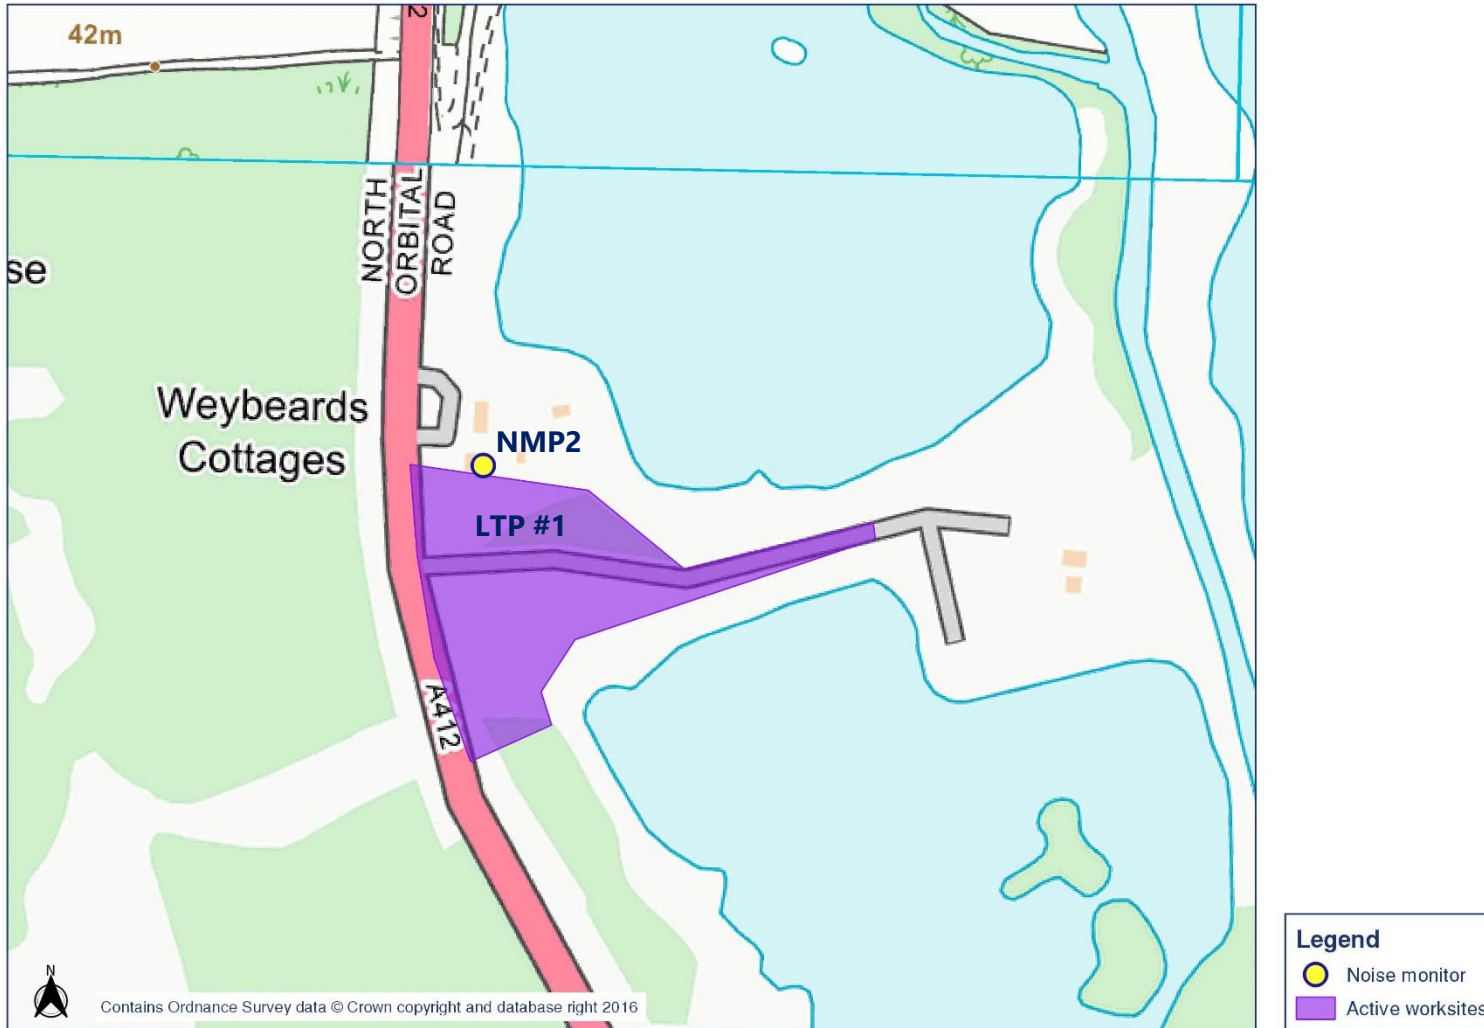 42m
2
NORTH
ORBITAL
ROAD
se
Weybeards
Cottages
NMP2
LTP #1
A412
N
Contains Ordnance Survey data © Crown copyright and database right 2016
Legend
Noise monitor
Active worksites